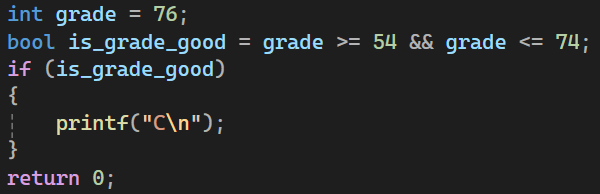 int grade = 76;
bool is_grade_good = grade >= 54 && grade <= 74;
if (is_grade_good)
{
    printf("C\n");
}
return 0;